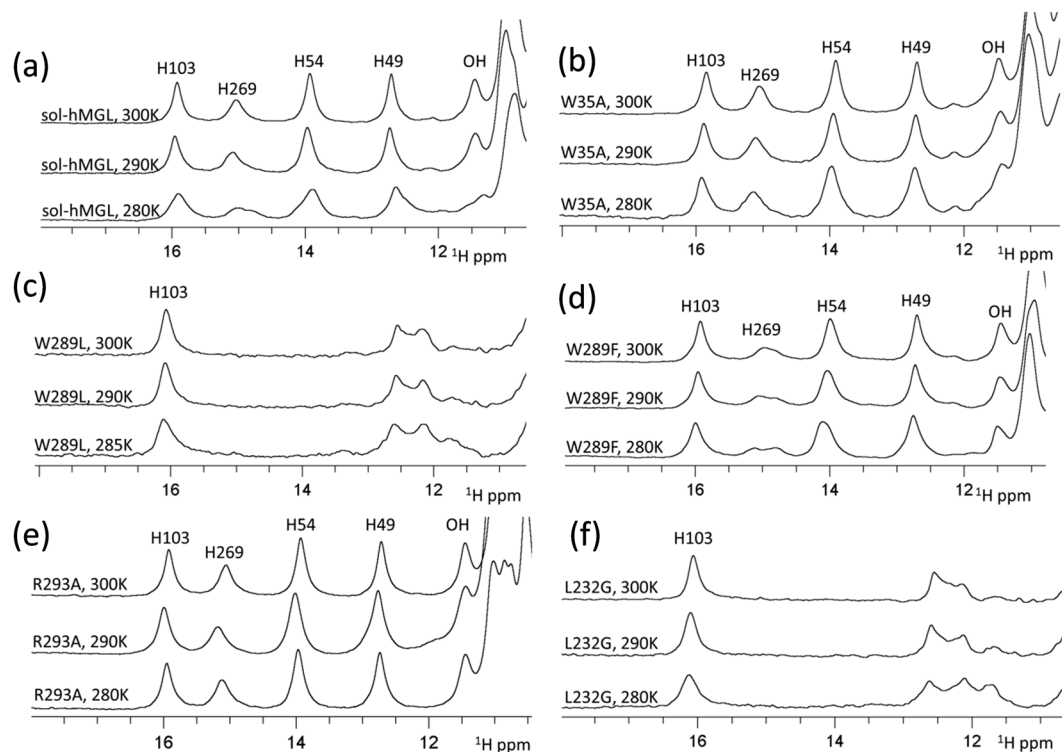 (a)
H103
H269
H54
H49
OH
sol-hMGL, 300K
sol-hMGL, 290K
sol-hMGL, 280K
16
14
12
¹H ppm
(b)
H103
H269
H54
H49
OH
W35A, 300K
W35A, 290K
W35A, 280K
16
14
12
¹H ppm
(c)
H103
W289L, 300K
W289L, 290K
W289L, 285K
16
14
12
¹H ppm
(d)
H103
H269
H54
H49
OH
W289F, 300K
W289F, 290K
W289F, 280K
16
14
12
¹H ppm
(e)
H103
H269
H54
H49
OH
R293A, 300K
R293A, 290K
R293A, 280K
16
14
12
¹H ppm
(f)
H103
L232G, 300K
L232G, 290K
L232G, 280K
16
14
12
¹H ppm